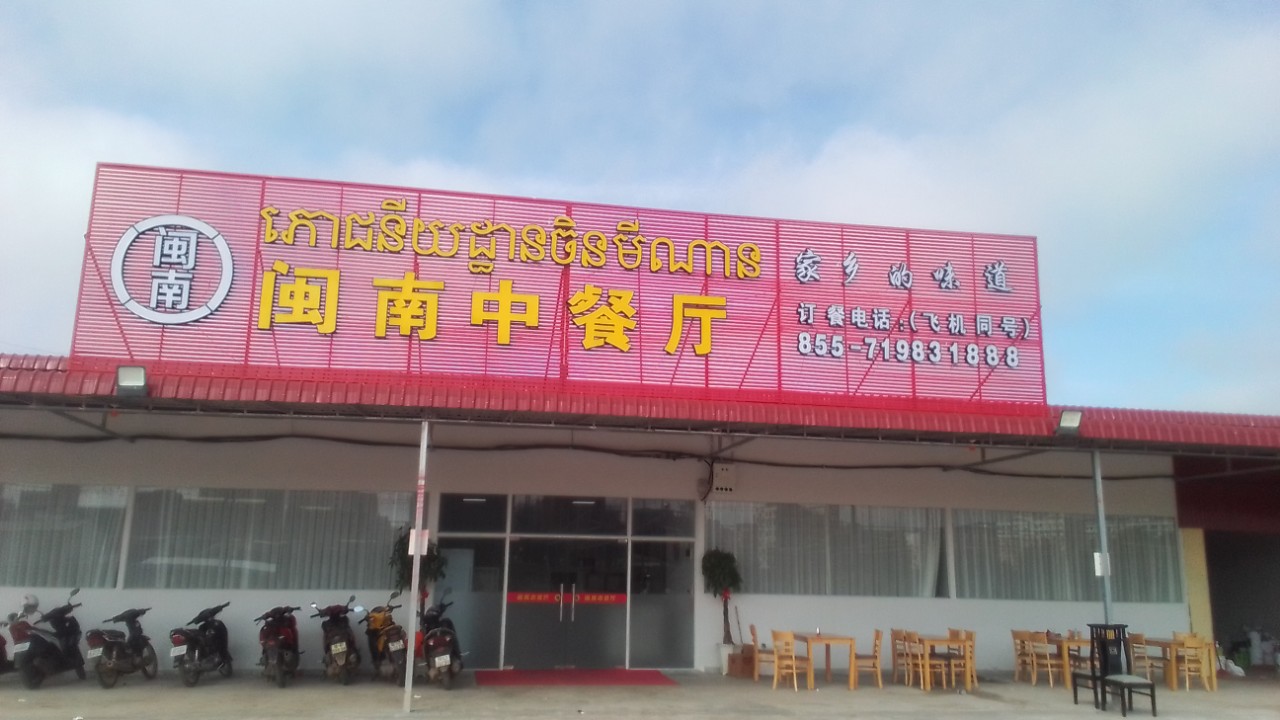 闽南
ភោជនីយដ្ឋានចិនមីណាន
闽南中餐厅
家乡的味道
订餐电话:(飞机同号)
855-719831888